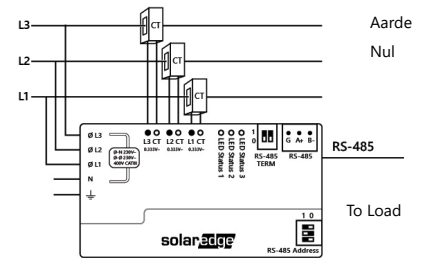 L3
CT
Aarde
L2
CT
Nul
L1
CT
Ø L3
Ø L2
Ø L1
N
Ø-N 230V~
Ø-Ø 230V~
400V CATIII
L3 CT L2 CT L1 CT
0.333V~ 0.333V~ 0.333V~
LED Status 1
LED Status 2
LED Status 3
1
0
RS-485
TERM
G A+ B-
RS-485
RS-485
To Load
solaredge
1 0
RS-485 Address